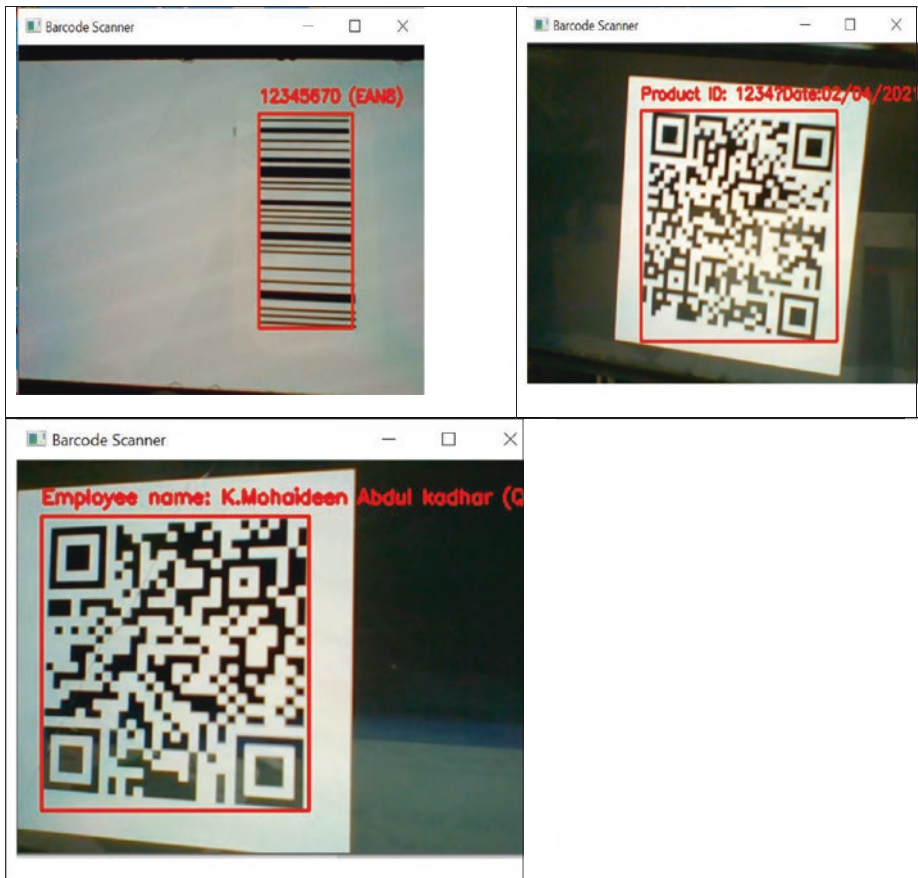 Barcode Scanner
12345670 (EAN8)
Barcode Scanner
Product ID: 1234?Date:02/04/2021
Barcode Scanner
Employee name: K.Mohaideen Abdul kadhar (Q